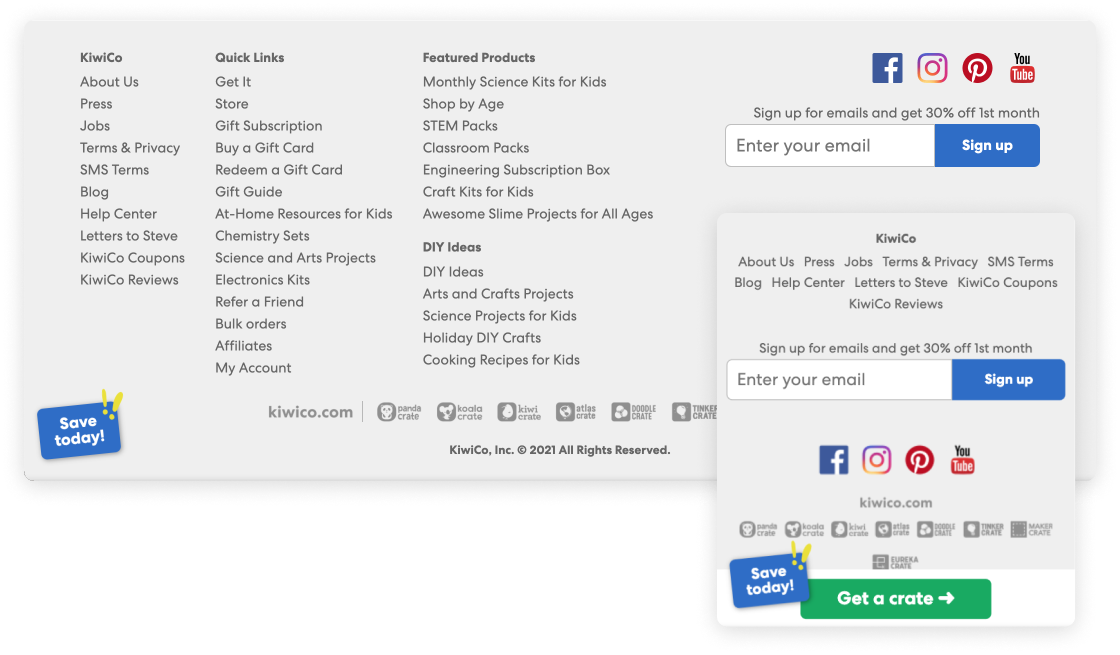 KiwiCo
About Us
Press
Jobs
Terms & Privacy
SMS Terms
Blog
Help Center
Letters to Steve
KiwiCo Coupons
KiwiCo Reviews
Quick Links
Get It
Store
Gift Subscription
Buy a Gift Card
Redeem a Gift Card
Gift Guide
At-Home Resources for Kids
Chemistry Sets
Science and Arts Projects
Electronics Kits
Refer a Friend
Bulk orders
Affiliates
My Account
Featured Products
Monthly Science Kits for Kids
Shop by Age
STEM Packs
Classroom Packs
Engineering Subscription Box
Craft Kits for Kids
Awesome Slime Projects for All Ages
DIY Ideas
DIY Ideas
Arts and Crafts Projects
Science Projects for Kids
Holiday DIY Crafts
Cooking Recipes for Kids
You
Tube
Sign up for emails and get 30% off 1st month
Enter your email Sign up
Save
today!
kiwico.com
panda
crate
koala
crate
kiwi
crate
atlas
crate
DOODLE
CRATE
TINKER
CRATE
KiwiCo, Inc. © 2021 All Rights Reserved.
KiwiCo
About Us Press Jobs Terms & Privacy SMS Terms
Blog Help Center Letters to Steve KiwiCo Coupons
KiwiCo Reviews
Sign up for emails and get 30% off 1st month
Enter your email Sign up
You
Tube
kiwico.com
panda
crate
koala
crate
kiwi
crate
atlas
crate
DOODLE
CRATE
TINKER
CRATE
MAKER
CRATE
EUREKA
CRATE
Save
today!
Get a crate →